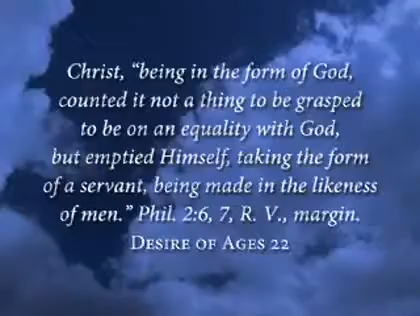 Christ, “being in the form of God,
counted it not a thing to be grasped
to be on an equality with God,
but emptied Himself, taking the form
of a servant, being made in the likeness
of men.” Phil. 2:6, 7, R. V., margin.
Desire of Ages 22